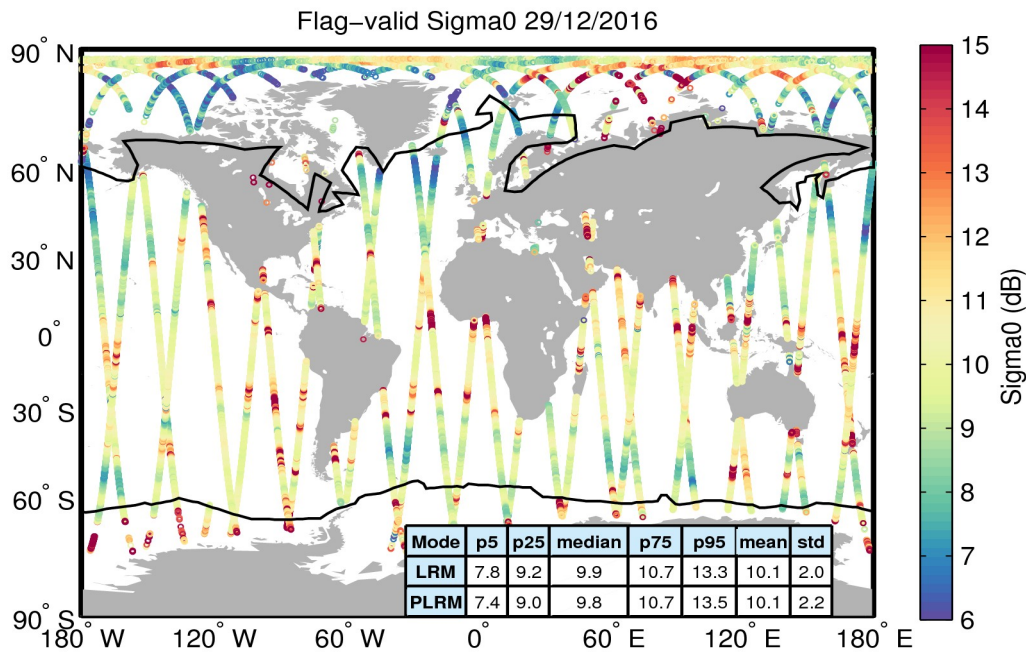 Flag−valid Sigma0 29/12/2016
90° N
60° N
30° N
0°
30° S
60° S
90° S
180° W
120° W
60° W
0°
60° E
120° E
180° E
Mode p5 p25 median p75 p95 mean std
LRM 7.8 9.2 9.9 10.7 13.3 10.1 2.0
PLRM 7.4 9.0 9.8 10.7 13.5 10.1 2.2
15
14
13
12
11
10
9
8
7
6
Sigma0 (dB)